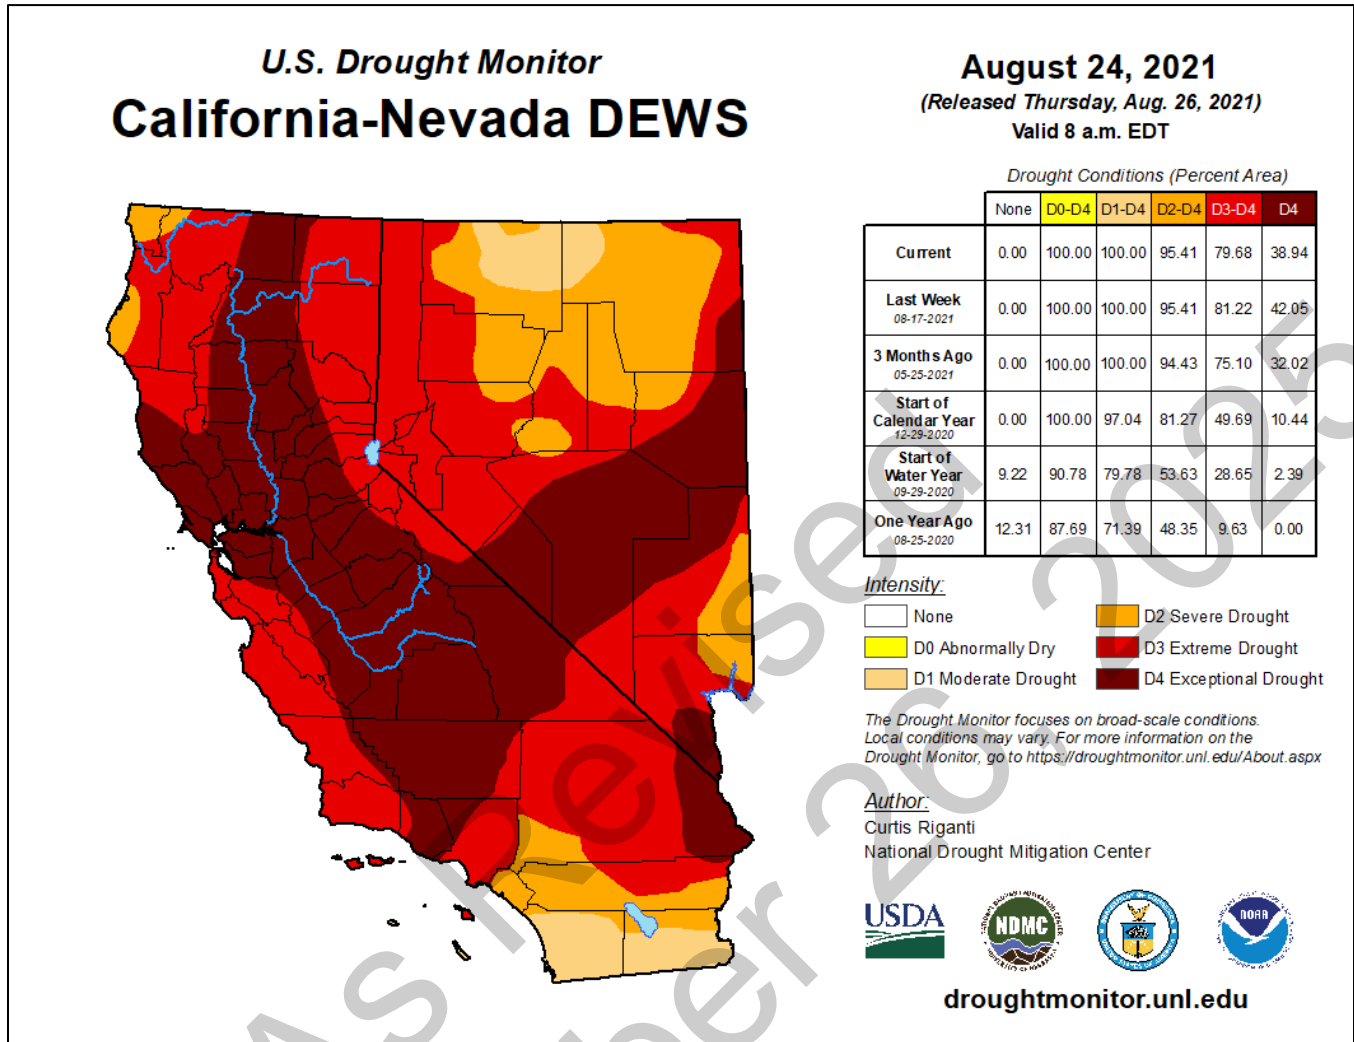 U.S. Drought Monitor
California-Nevada DEWS
August 24, 2021
(Released Thursday, Aug. 26, 2021)
Valid 8 a.m. EDT
Drought Conditions (Percent Area)
None D0-D4 D1-D4 D2-D4 D3-D4 D4
Current 0.00 100.00 100.00 95.41 79.68 38.94
Last Week
08-17-2021
0.00 100.00 100.00 95.41 81.22 42.05
3 Months Ago
05-25-2021
0.00 100.00 100.00 94.43 75.10 32.02
Start of
Calendar Year
12-29-2020
0.00 100.00 97.04 81.27 49.69 10.44
Start of
Water Year
09-29-2020
9.22 90.78 79.78 53.63 28.65 2.39
One Year Ago
08-25-2020
12.31 87.69 71.39 48.35 9.63 0.00
Intensity:
None
D0 Abnormally Dry
D1 Moderate Drought
D2 Severe Drought
D3 Extreme Drought
D4 Exceptional Drought
The Drought Monitor focuses on broad-scale conditions.
Local conditions may vary. For more information on the
Drought Monitor, go to https://droughtmonitor.unl.edu/About.aspx
Author:
Curtis Riganti
National Drought Mitigation Center
USDA
NDMC
NOAA
droughtmonitor.unl.edu
As Revised
ber 26, 2025